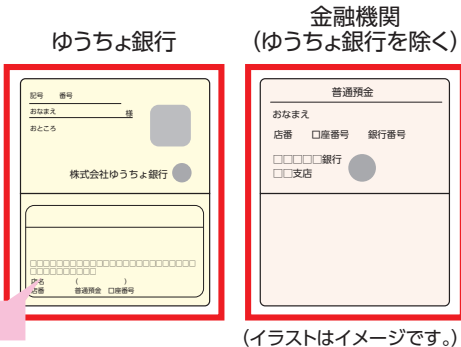 ゆうちょ銀行
記号 番号
おなまえ 様
おところ
株式会社ゆうちょ銀行
□□□□□□□□□□□□□□□□□□□□□□□□□
□□□□□□□□□□
店名 ( )
店番 普通預金 口座番号
金融機関
(ゆうちょ銀行を除く)
普通預金
おなまえ
店番 口座番号 銀行番号
□□□□□銀行
□□支店
(イラストはイメージです。)